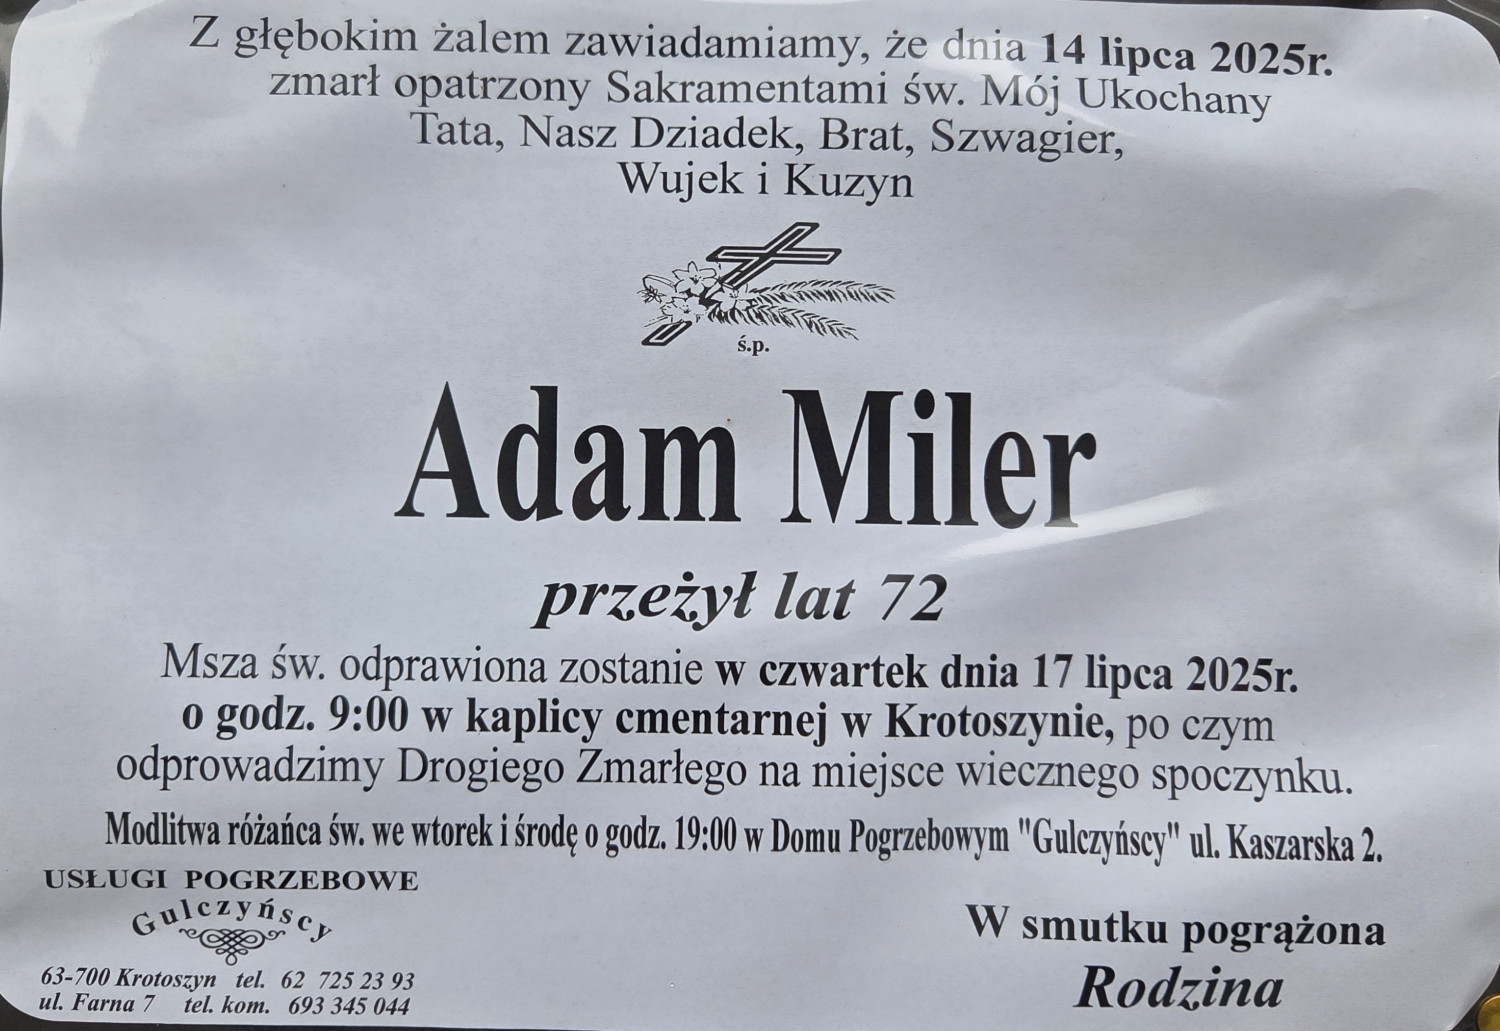 Z głębokim żalem zawiadamiamy, że dnia 14 lipca 2025r.
zmarł opatrzony Sakramentami św. Mój Ukochany
Tata, Nasz Dziadek, Brat, Szwagier,
Wujek i Kuzyn
ś.p.
Adam Miler
przeżył lat 72
Msza św. odprawiona zostanie w czwartek dnia 17 lipca 2025r.
o godz. 9:00 w kaplicy cmentarnej w Krotoszynie, po czym
odprowadzimy Drogiego Zmarłego na miejsce wiecznego spoczynku.
Modlitwa różańca św. we wtorek i środę o godz. 19:00 w Domu Pogrzebowym "Gulczyńscy" ul. Kaszarska 2.
USŁUGI POGRZEBOWE
Gulczyńscy
63-700 Krotoszyn tel. 62 725 23 93
ul. Farna 7 tel. kom. 693 345 044
W smutku pogrążona
Rodzina